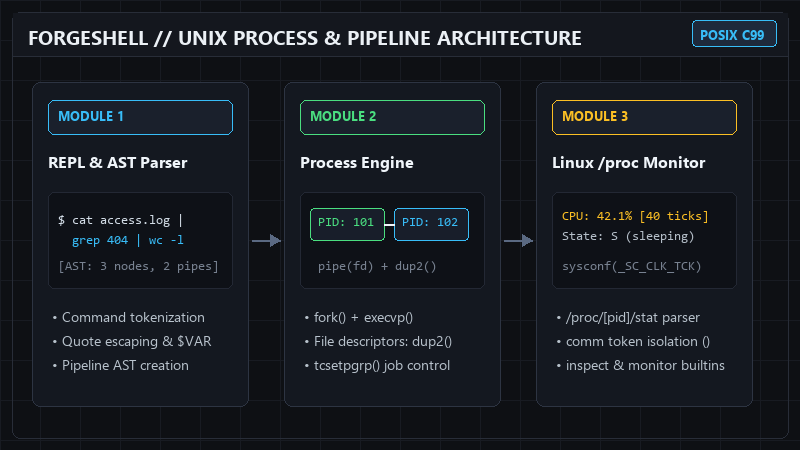 FORGESHELL // UNIX PROCESS & PIPELINE ARCHITECTURE
POSIX C99
MODULE 1
REPL & AST Parser
$ cat access.log |
grep 404 | wc -l
[AST: 3 nodes, 2 pipes]
• Command tokenization
• Quote escaping & $VAR
• Pipeline AST creation
MODULE 2
Process Engine
PID: 101
PID: 102
pipe(fd) + dup2()
• fork() + execvp()
• File descriptors: dup2()
• tcsetpgrp() job control
MODULE 3
Linux /proc Monitor
CPU: 42.1% [40 ticks]
State: S (sleeping)
sysconf(_SC_CLK_TCK)
• /proc/[pid]/stat parser
• comm token isolation ()
• inspect & monitor builtins